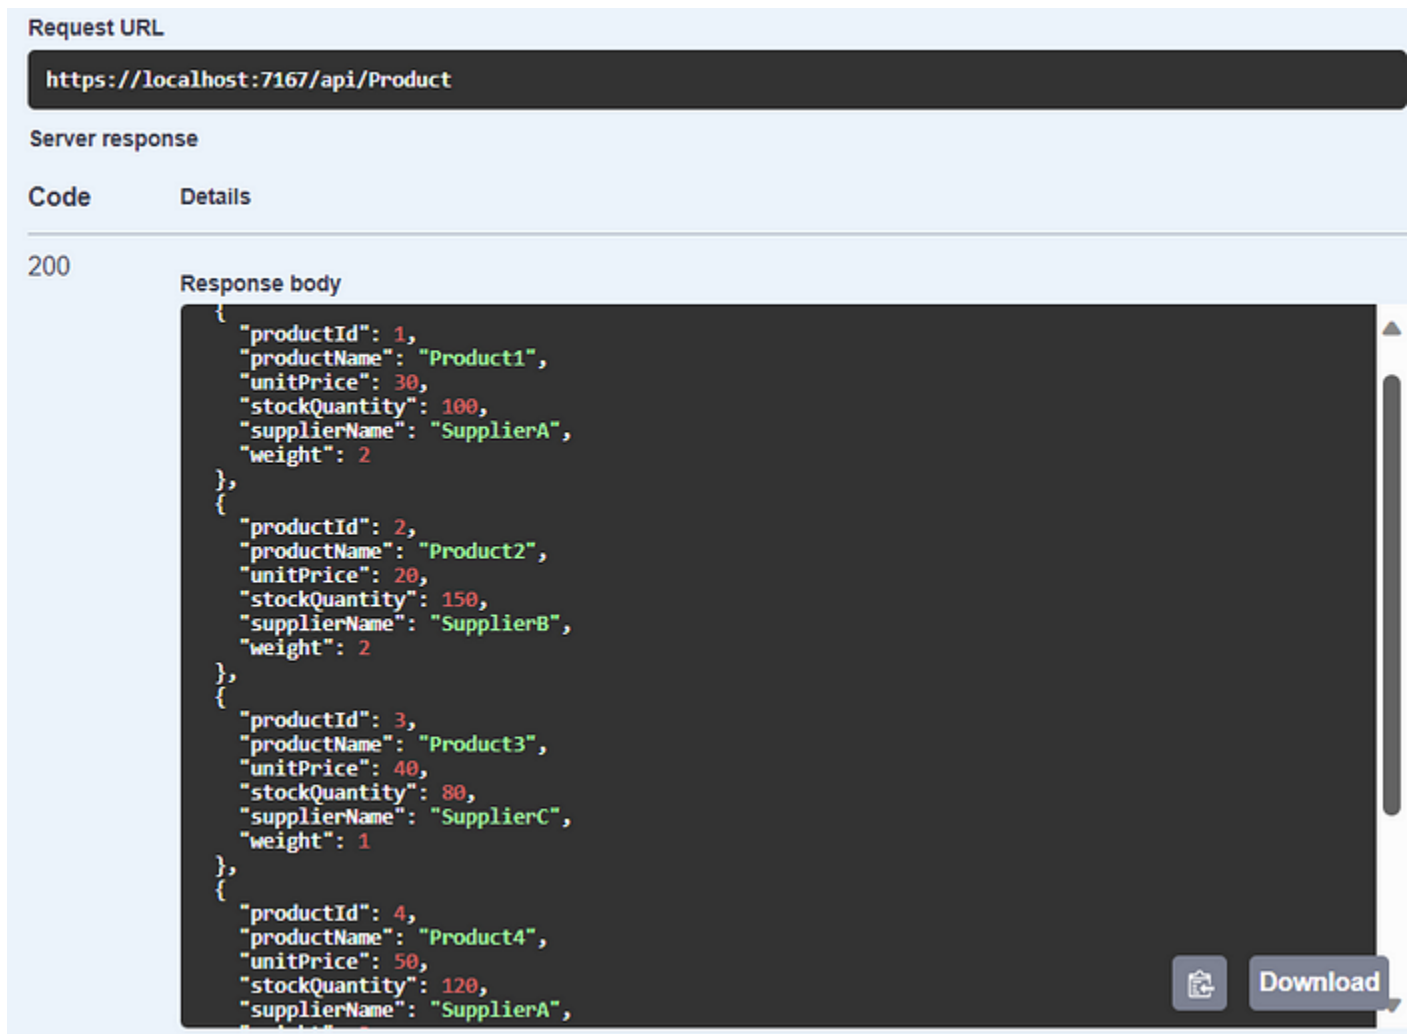 Request URL
https://localhost:7167/api/Product
Server response
Code Details
200
Response body
{
"productId": 1,
"productName": "Product1",
"unitPrice": 30,
"stockQuantity": 100,
"supplierName": "SupplierA",
"weight": 2
},
{
"productId": 2,
"productName": "Product2",
"unitPrice": 20,
"stockQuantity": 150,
"supplierName": "SupplierB",
"weight": 2
},
{
"productId": 3,
"productName": "Product3",
"unitPrice": 40,
"stockQuantity": 80,
"supplierName": "SupplierC",
"weight": 1
},
{
"productId": 4,
"productName": "Product4",
"unitPrice": 50,
"stockQuantity": 120,
"supplierName": "SupplierA",
Download